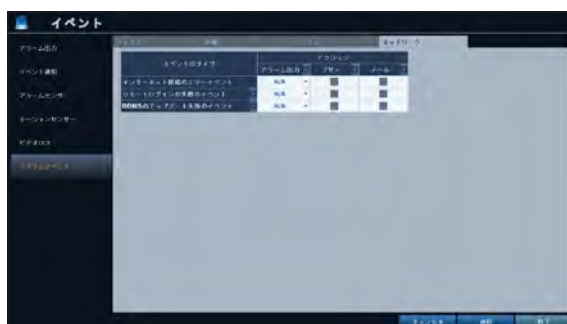 イベント
アラーム出力
イベント通知
アラームセンサー
モーションセンサー
ビデオロス
システムイベント
ネットワーク
イベントのタイプ
アクション
アラーム出力 ブザー メール
インターネット接続のエラーイベント N/A
リモートログインの失敗のイベント N/A
DDNSのアップデート失敗のイベント N/A
キャンセル 適用 終了